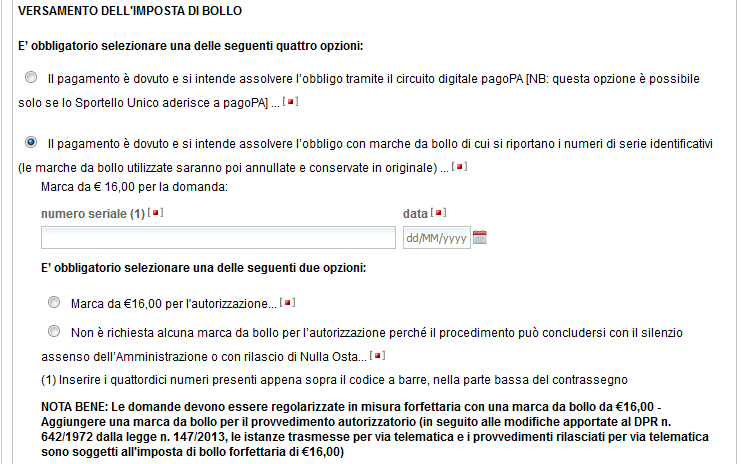 VERSAMENTO DELL'IMPOSTA DI BOLLO
E' obbligatorio selezionare una delle seguenti quattro opzioni:
Il pagamento è dovuto e si intende assolvere l'obbligo tramite il circuito digitale pagoPA [NB: questa opzione è possibile
solo se lo Sportello Unico aderisce a pagoPA] ... [■]
Il pagamento è dovuto e si intende assolvere l'obbligo con marche da bollo di cui si riportano i numeri di serie identificativi
(le marche da bollo utilizzate saranno poi annullate e conservate in originale) ... [■]
Marca da € 16,00 per la domanda:
numero seriale (1) [■] data [■]
dd/MM/yyyy
E' obbligatorio selezionare una delle seguenti due opzioni:
Marca da €16,00 per l'autorizzazione... [■]
Non è richiesta alcuna marca da bollo per l'autorizzazione perché il procedimento può concludersi con il silenzio
assenso dell'Amministrazione o con rilascio di Nulla Osta... [■]
(1) Inserire i quattordici numeri presenti appena sopra il codice a barre, nella parte bassa del contrassegno
NOTA BENE: Le domande devono essere regolarizzate in misura forfettaria con una marca da bollo da €16,00 -
Aggiungere una marca da bollo per il provvedimento autorizzatorio (in seguito alle modifiche apportate al DPR n.
642/1972 dalla legge n. 147/2013, le istanze trasmesse per via telematica e i provvedimenti rilasciati per via telematica
sono soggetti all'imposta di bollo forfettaria di €16,00)